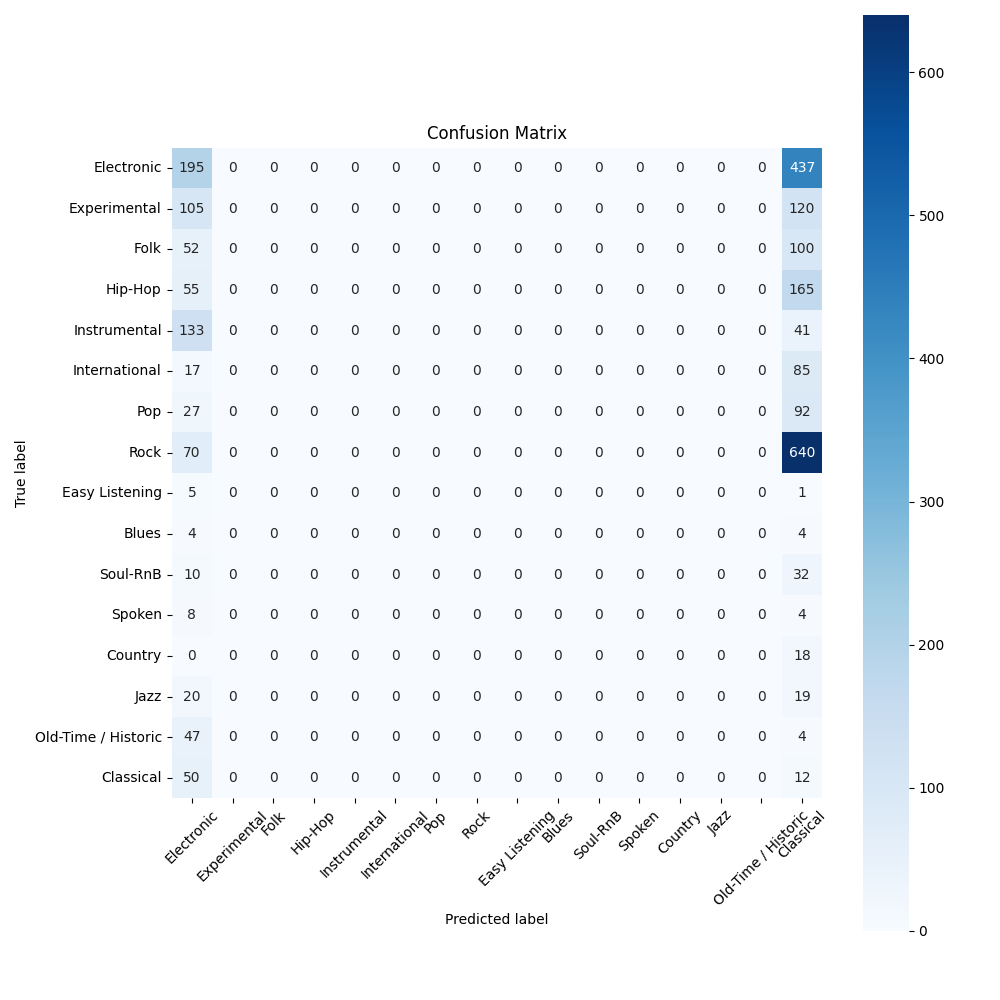 Confusion Matrix
Electronic 195 0 0 0 0 0 0 0 0 0 0 0 0 0 0 437
Experimental 105 0 0 0 0 0 0 0 0 0 0 0 0 0 0 120
Folk 52 0 0 0 0 0 0 0 0 0 0 0 0 0 0 100
Hip-Hop 55 0 0 0 0 0 0 0 0 0 0 0 0 0 0 165
Instrumental 133 0 0 0 0 0 0 0 0 0 0 0 0 0 0 41
International 17 0 0 0 0 0 0 0 0 0 0 0 0 0 0 85
Pop 27 0 0 0 0 0 0 0 0 0 0 0 0 0 0 92
Rock 70 0 0 0 0 0 0 0 0 0 0 0 0 0 0 640
Easy Listening 5 0 0 0 0 0 0 0 0 0 0 0 0 0 0 1
Blues 4 0 0 0 0 0 0 0 0 0 0 0 0 0 0 4
Soul-RnB 10 0 0 0 0 0 0 0 0 0 0 0 0 0 0 32
Spoken 8 0 0 0 0 0 0 0 0 0 0 0 0 0 0 4
Country 0 0 0 0 0 0 0 0 0 0 0 0 0 0 0 18
Jazz 20 0 0 0 0 0 0 0 0 0 0 0 0 0 0 19
Old-Time / Historic 47 0 0 0 0 0 0 0 0 0 0 0 0 0 0 4
Classical 50 0 0 0 0 0 0 0 0 0 0 0 0 0 0 12
True label
Electronic
Experimental
Folk
Hip-Hop
Instrumental
International
Pop
Rock
Easy Listening
Blues
Soul-RnB
Spoken
Country
Jazz
Old-Time / Historic
Classical
Predicted label
600
500
400
300
200
100
0